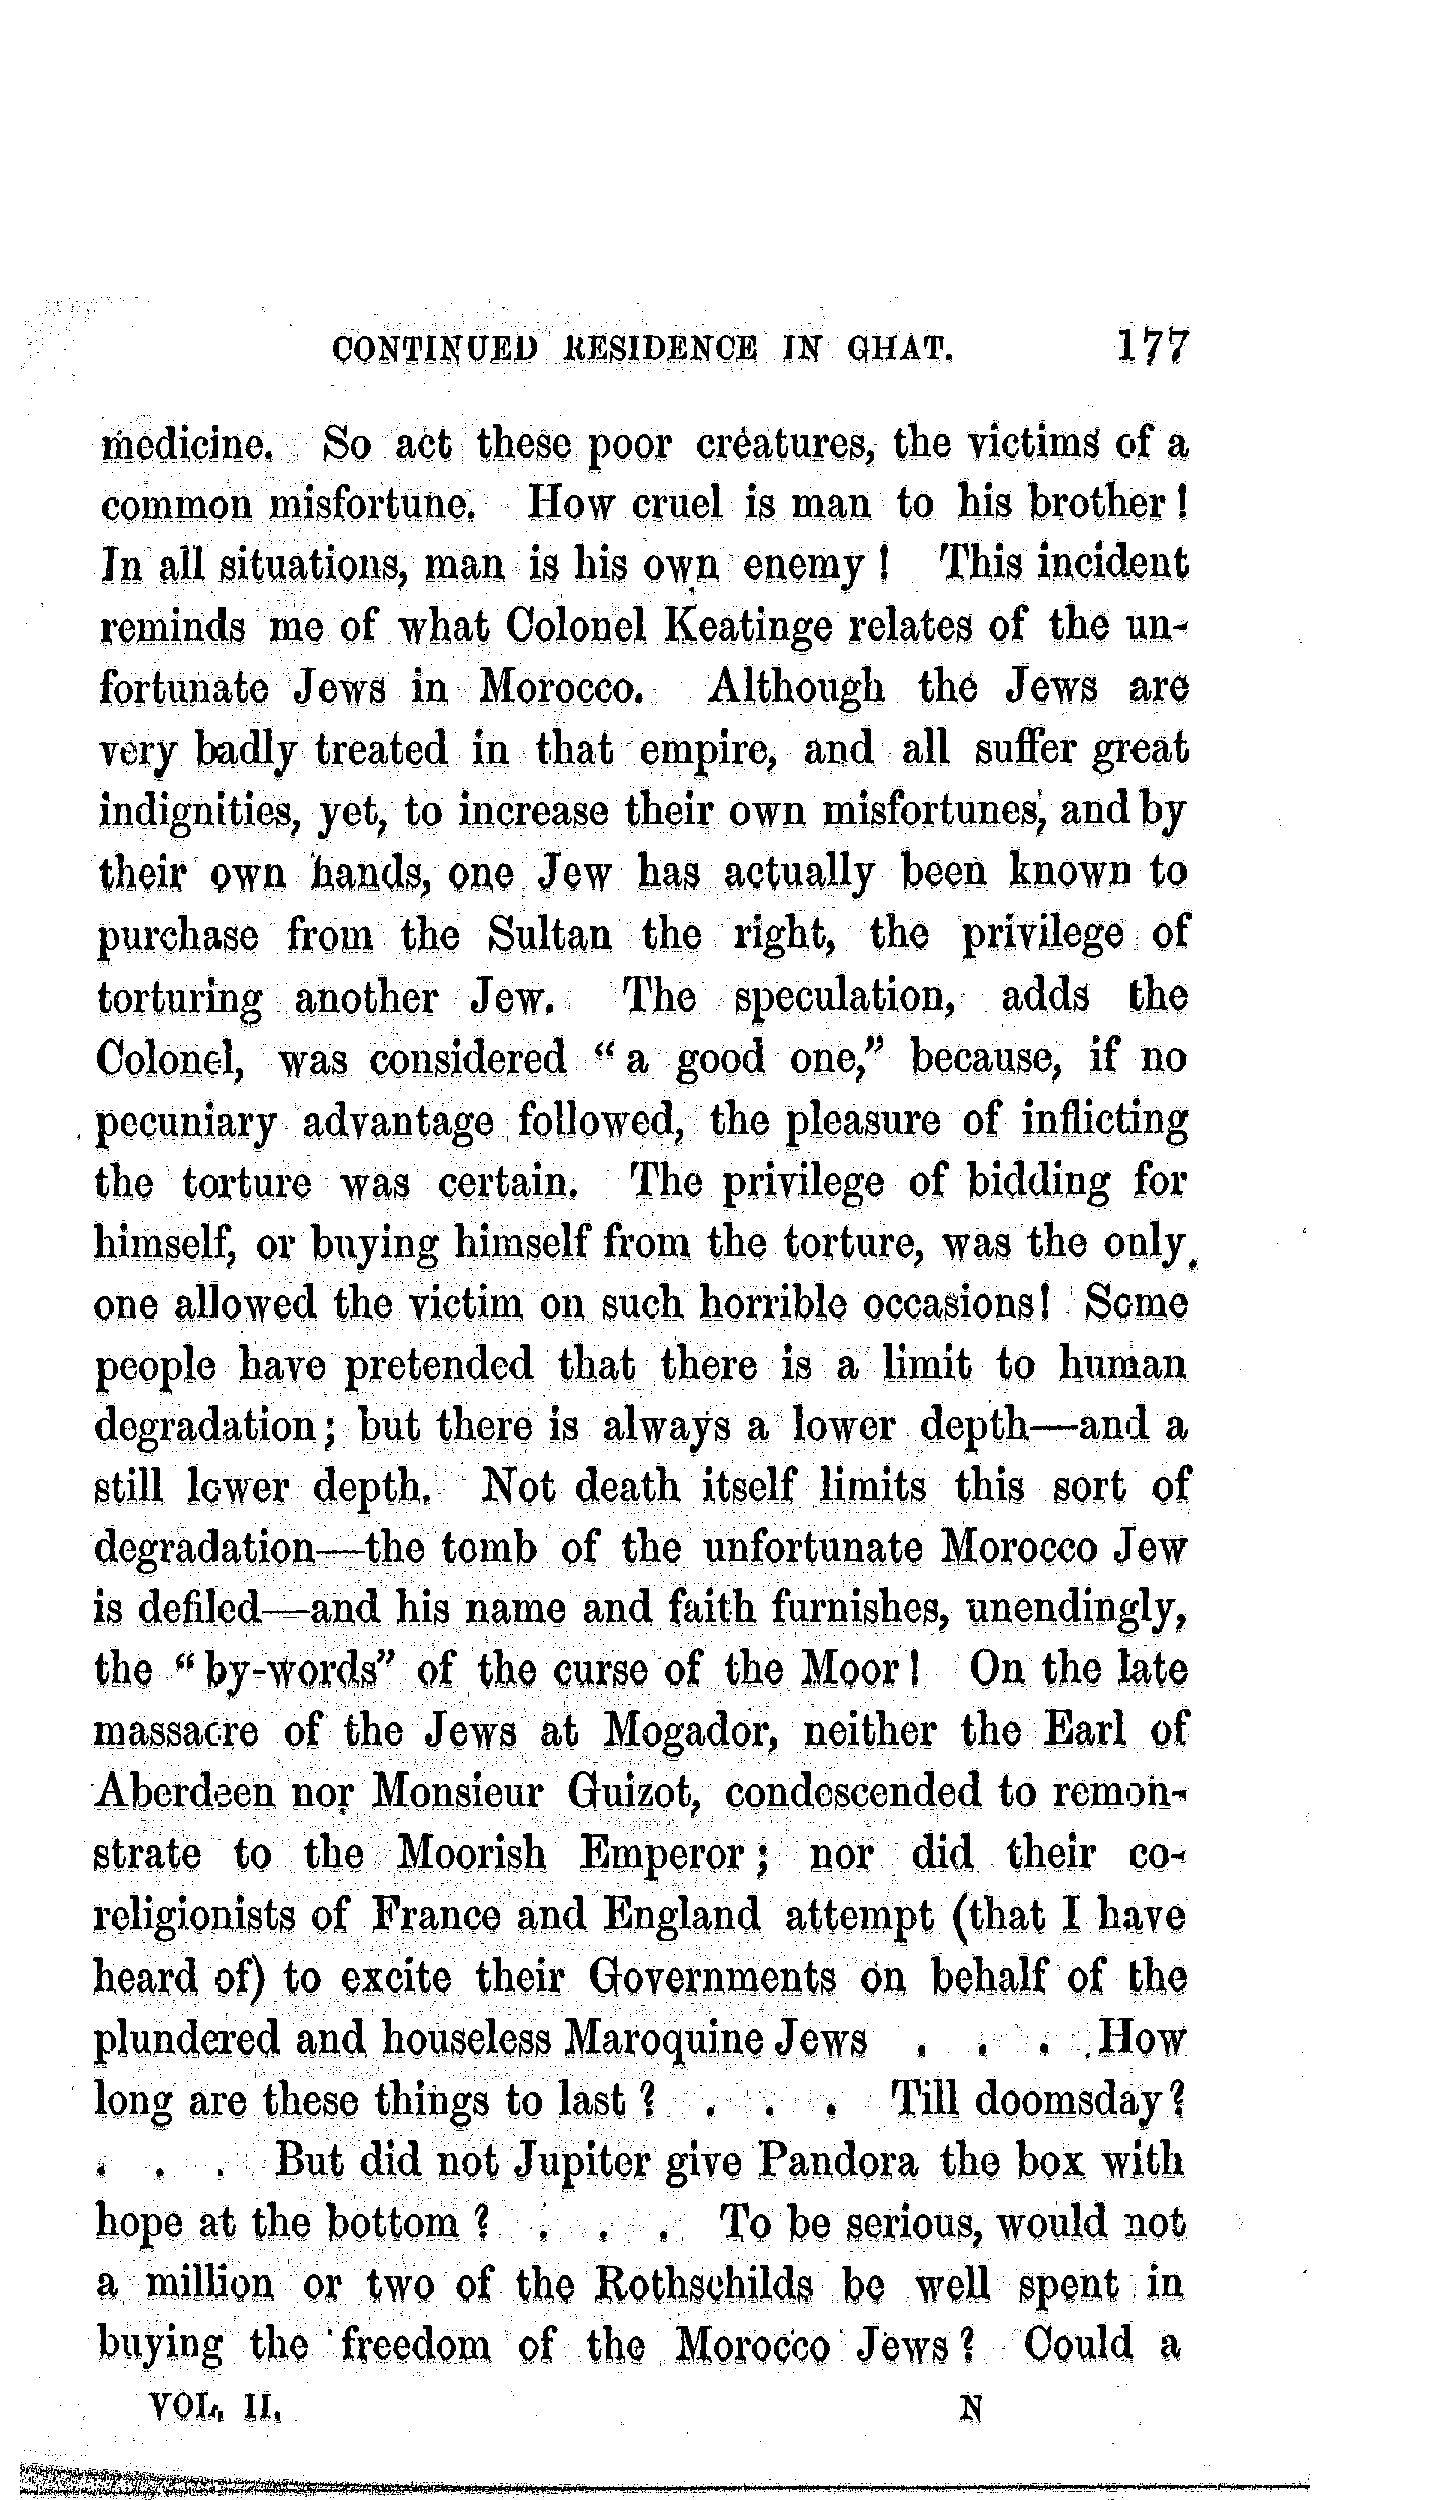 CONTINUED RESIDENCE IN GHAT. 177
medicine. So act these poor creatures, the victims of a
common misfortune. How cruel is man to his brother!
In all situations, man is his own enemy! This incident
reminds me of what Colonel Keatinge relates of the un-
fortunate Jews in Morocco. Although the Jews are
very badly treated in that empire, and all suffer great
indignities, yet, to increase their own misfortunes, and by
their own hands, one Jew has actually been known to
purchase from the Sultan the right, the privilege of
torturing another Jew. The speculation, adds the
Colonel, was considered "a good one," because, if no
pecuniary advantage followed, the pleasure of inflicting
the torture was certain. The privilege of bidding for
himself, or buying himself from the torture, was the only
one allowed the victim on such horrible occasions! Some
people have pretended that there is a limit to human
degradation; but there is always a lower depth—and a
still lower depth. Not death itself limits this sort of
degradation—the tomb of the unfortunate Morocco Jew
is defiled—and his name and faith furnishes, unendingly,
the "by-words" of the curse of the Moor! On the late
massacre of the Jews at Mogador, neither the Earl of
Aberdeen nor Monsieur Guizot, condescended to remon-
strate to the Moorish Emperor; nor did their co-
religionists of France and England attempt (that I have
heard of) to excite their Governments on behalf of the
plundered and houseless Maroquine Jews . . . . How
long are these things to last? . . . Till doomsday?
. . . But did not Jupiter give Pandora the box with
hope at the bottom? . . . To be serious, would not
a million or two of the Rothschilds be well spent in
buying the freedom of the Morocco Jews? Could a
VOL. II. N